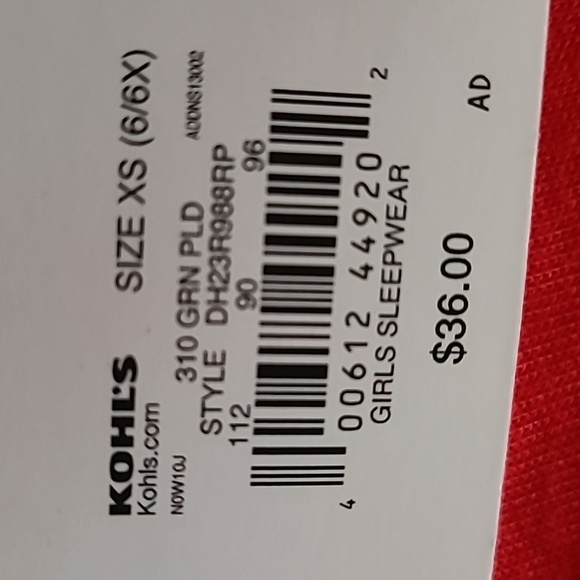 KOHL'S SIZE XS (6/6X)
Kohls.com
N0W10J ADDNS13002
310 GRN PLD
STYLE DH23R988RP
112 90 96
4 00612 44920 2
GIRLS SLEEPWEAR
$36.00
AD